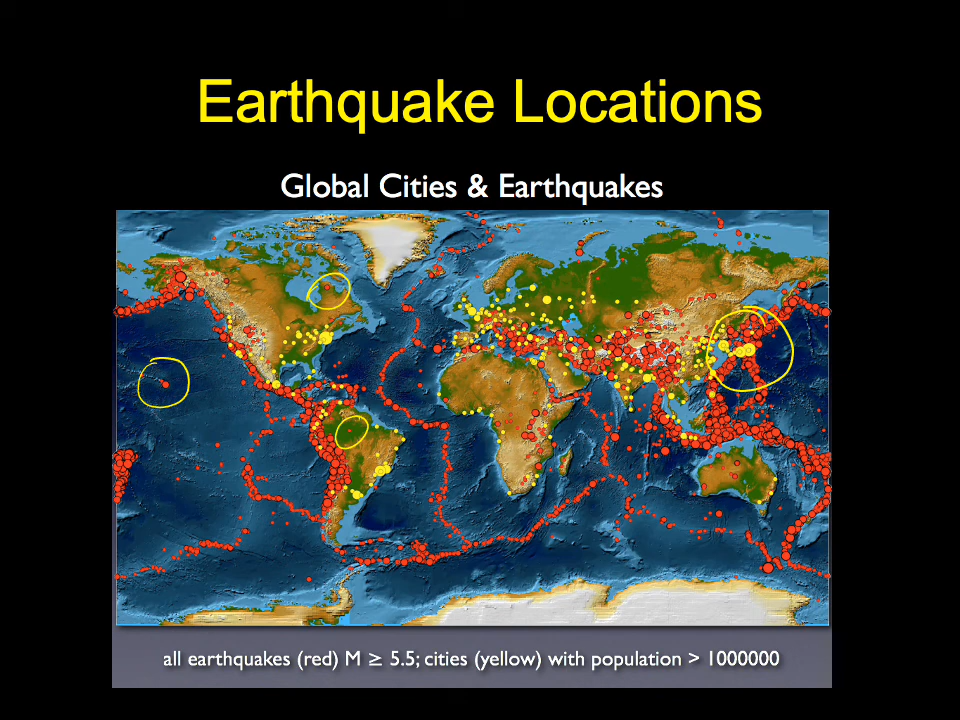 Earthquake Locations
Global Cities & Earthquakes
all earthquakes (red) M ≥ 5.5; cities (yellow) with population > 1000000